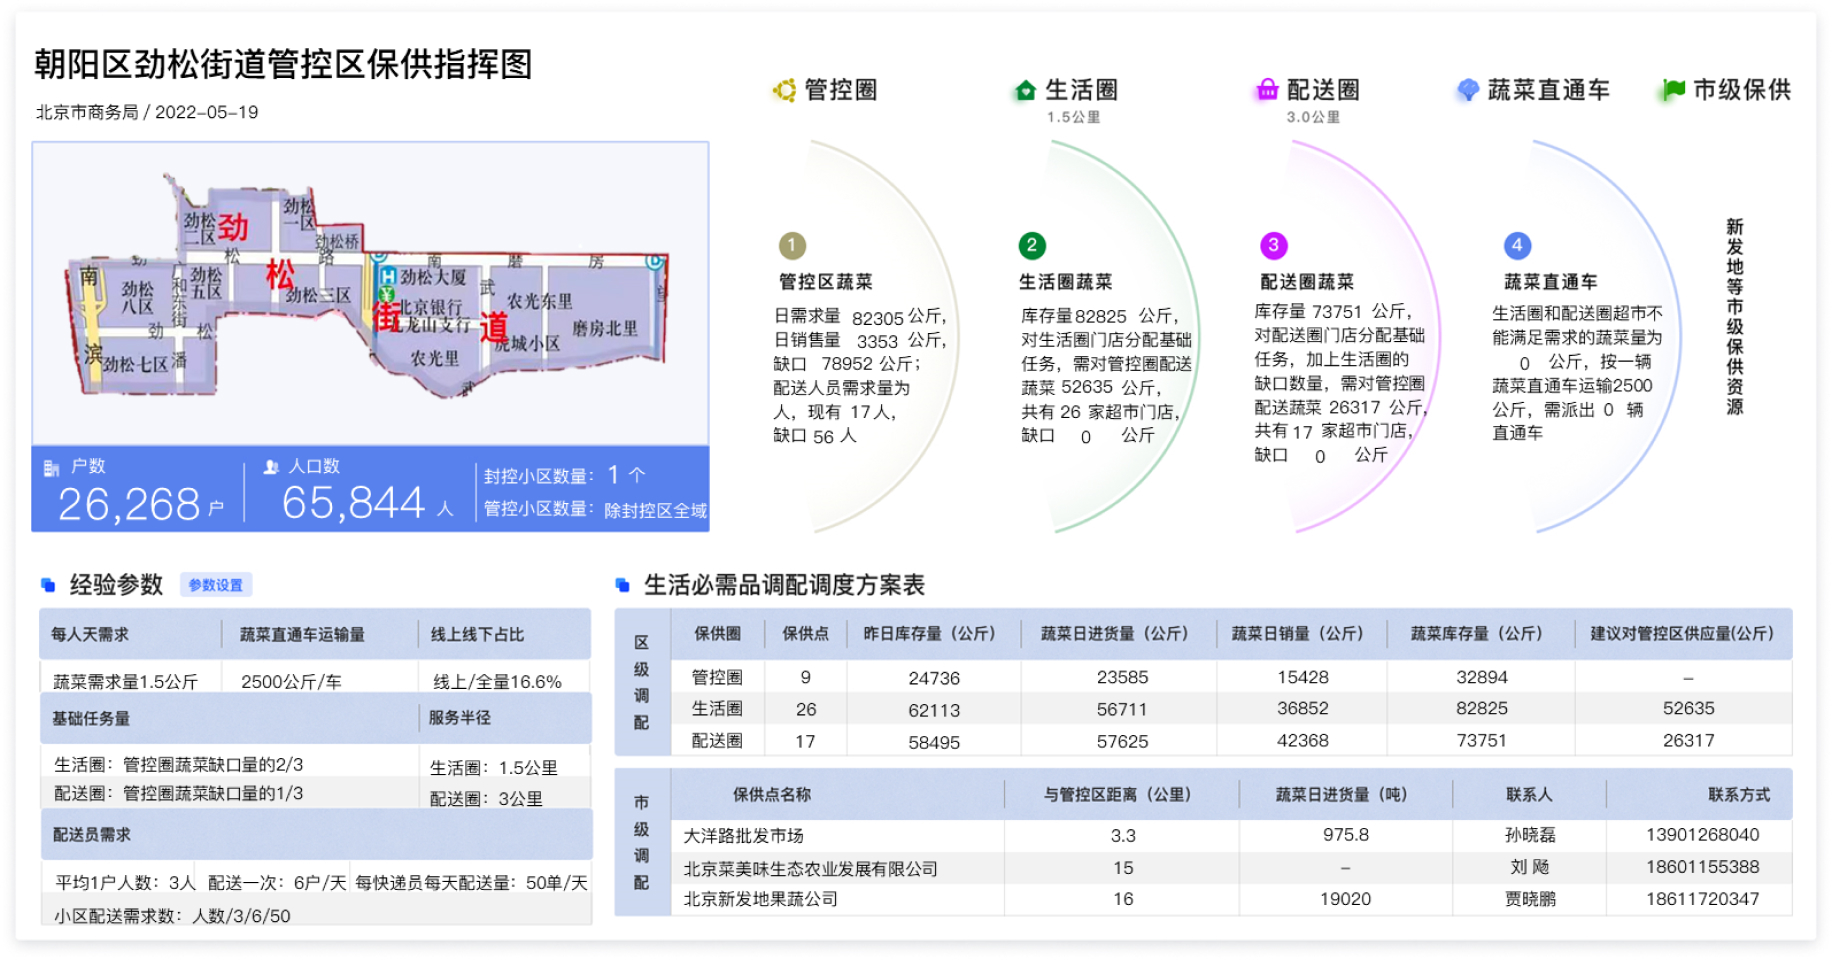 朝阳区劲松街道管控区保供指挥图
北京市商务局 / 2022-05-19
管控圈
生活圈
1.5公里
配送圈
3.0公里
蔬菜直通车
市级保供
劲松二区
劲
劲松一区
劲松桥
松
路
南
磨
房
南
劲松八区
广和东街
劲松五区
松
劲松三区
H 劲松大厦
武
农光东里
北京银行
九龙山支行
街
道
磨房北里
劲
松
滨
劲松七区
潘
农光里
虎城小区
武
户数
26,268 户
人口数
65,844 人
封控小区数量: 1 个
管控小区数量: 除封控区全域
1
管控区蔬菜
日需求量 82305 公斤,
日销售量 3353 公斤,
缺口 78952 公斤;
配送人员需求量为
人, 现有 17人,
缺口 56 人
2
生活圈蔬菜
库存量82825 公斤,
对生活圈门店分配基础
任务, 需对管控圈配送
蔬菜 52635 公斤,
共有 26 家超市门店,
缺口 0 公斤
3
配送圈蔬菜
库存量 73751 公斤,
对配送圈门店分配基础
任务, 加上生活圈的
缺口数量, 需对管控圈
配送蔬菜 26317 公斤,
共有 17 家超市门店,
缺口 0 公斤
4
蔬菜直通车
生活圈和配送圈超市不
能满足需求的蔬菜量为
0 公斤, 按一辆
蔬菜直通车运输2500
公斤, 需派出 0 辆
直通车
新发地等市级保供资源
经验参数 参数设置
每人天需求 蔬菜直通车运输量 线上线下占比
蔬菜需求量1.5公斤 2500公斤/车 线上/全量16.6%
基础任务量 服务半径
生活圈: 管控圈蔬菜缺口量的2/3 生活圈: 1.5公里
配送圈: 管控圈蔬菜缺口量的1/3 配送圈: 3公里
配送员需求
平均1户人数: 3人 配送一次: 6户/天 每快递员每天配送量: 50单/天
小区配送需求数: 人数/3/6/50
生活必需品调配调度方案表
区级调配
保供圈 保供点 昨日库存量 (公斤) 蔬菜日进货量 (公斤) 蔬菜日销量 (公斤) 蔬菜库存量 (公斤) 建议对管控区供应量(公斤)
管控圈 9 24736 23585 15428 32894 –
生活圈 26 62113 56711 36852 82825 52635
配送圈 17 58495 57625 42368 73751 26317
市级调配
保供点名称 与管控区距离 (公里) 蔬菜日进货量 (吨) 联系人 联系方式
大洋路批发市场 3.3 975.8 孙晓磊 13901268040
北京菜美味生态农业发展有限公司 15 – 刘 飏 18601155388
北京新发地果蔬公司 16 19020 贾晓鹏 18611720347